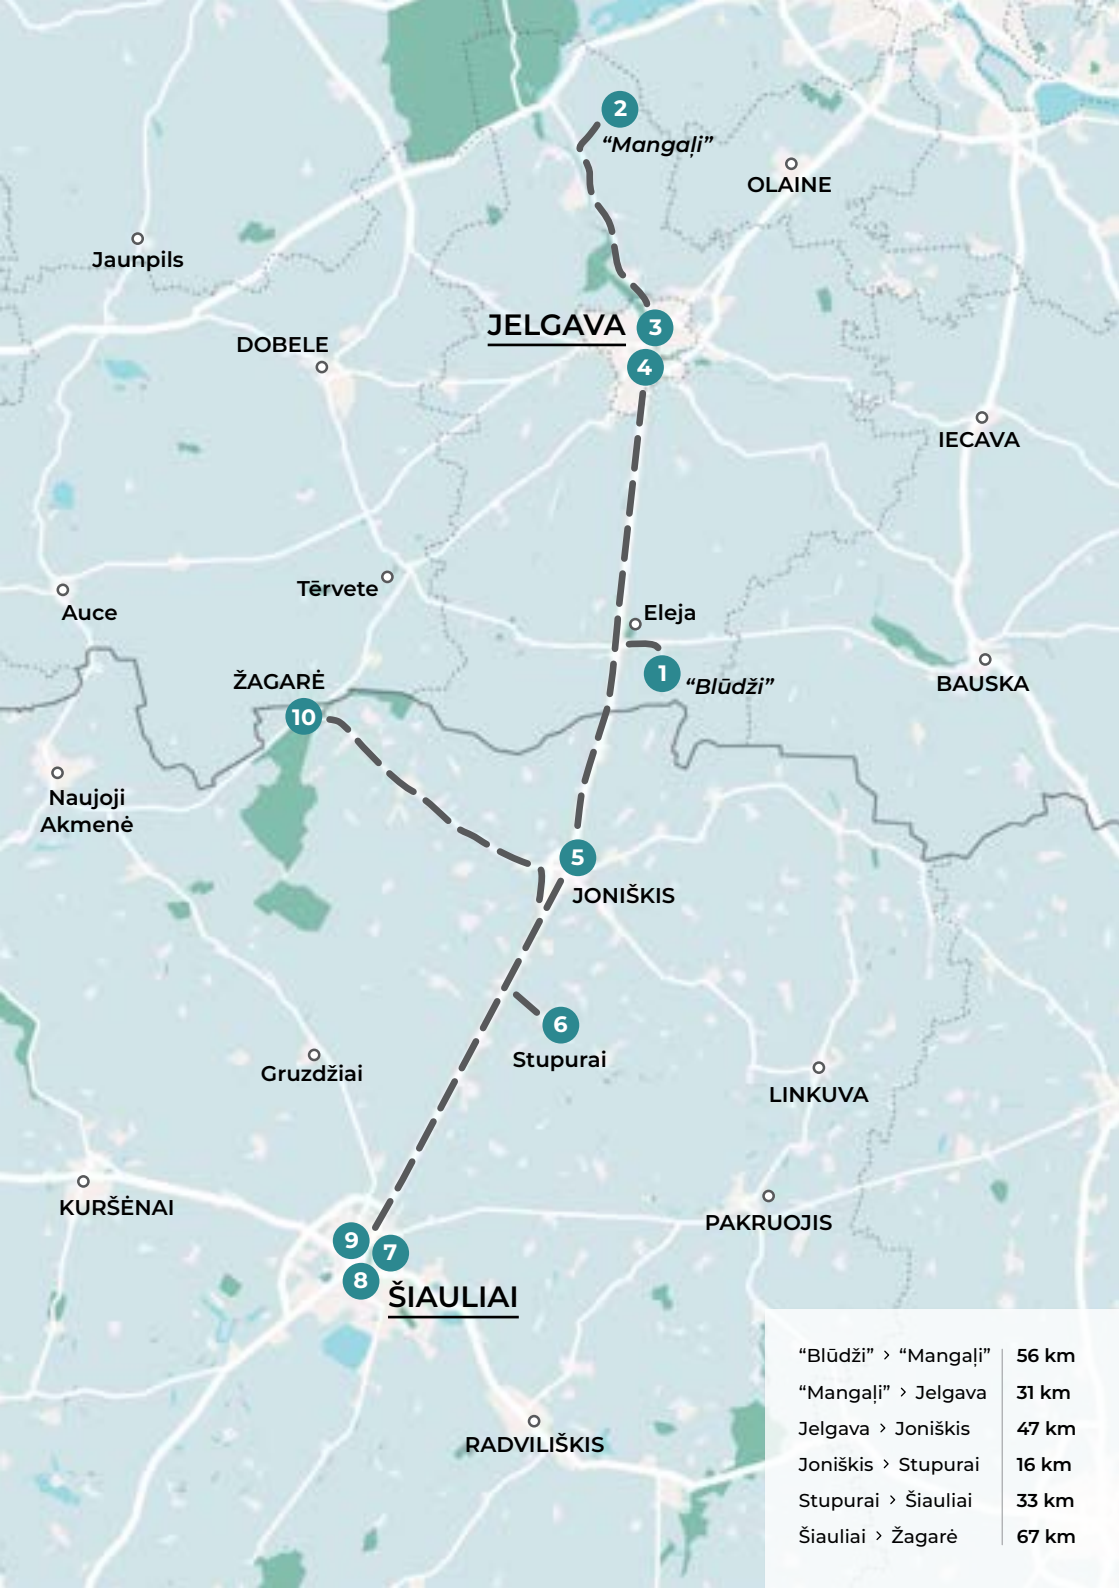 2
“Mangaļi”
OLAINE
Jaunpils
JELGAVA
3
DOBELE
4
IECAVA
Tērvete
Auce
Eleja
1
“Blūdži”
BAUSKA
ŽAGARĖ
10
Naujoji
Akmenė
5
JONIŠKIS
6
Stupurai
Gruzdžiai
LINKUVA
KURŠĖNAI
PAKRUOJIS
9
7
8
ŠIAULIAI
RADVILIŠKIS
“Blūdži” › “Mangaļi” 56 km
“Mangaļi” › Jelgava 31 km
Jelgava › Joniškis 47 km
Joniškis › Stupurai 16 km
Stupurai › Šiauliai 33 km
Šiauliai › Žagarė 67 km